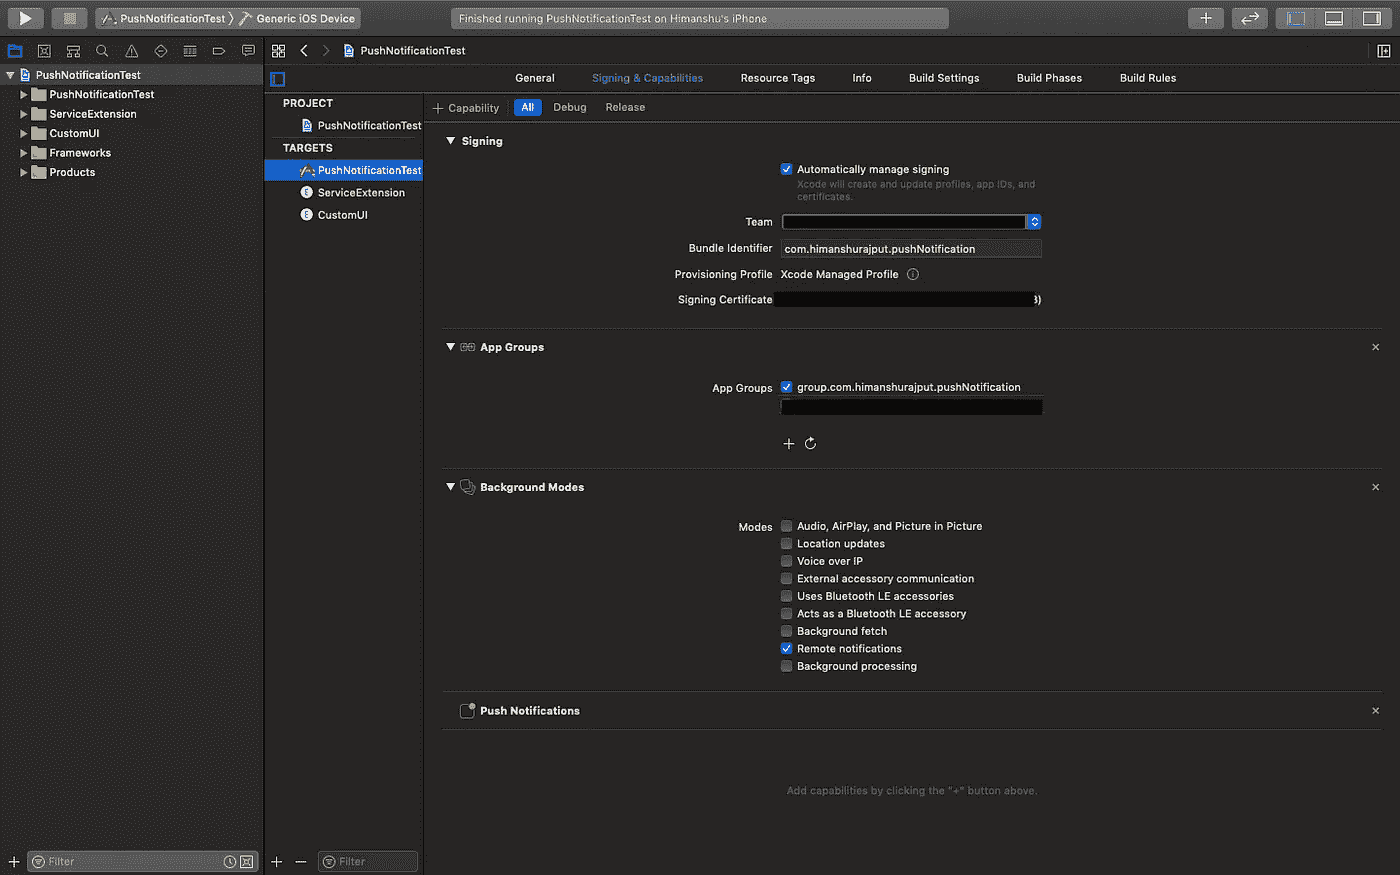 PushNotificationTest
Generic iOS Device
Finished running PushNotificationTest on Himanshu's iPhone
PushNotificationTest
PushNotificationTest
PushNotificationTest
ServiceExtension
CustomUI
Frameworks
Products
General
Signing & Capabilities
Resource Tags
Info
Build Settings
Build Phases
Build Rules
PROJECT
PushNotificationTest
TARGETS
PushNotificationTest
ServiceExtension
CustomUI
+ Capability
All
Debug
Release
Signing
Automatically manage signing
Xcode will create and update profiles, app IDs, and
certificates.
Team
Bundle Identifier
com.himanshurajput.pushNotification
Provisioning Profile
Xcode Managed Profile
Signing Certificate
)
App Groups
App Groups
group.com.himanshurajput.pushNotification
Background Modes
Modes
Audio, AirPlay, and Picture in Picture
Location updates
Voice over IP
External accessory communication
Uses Bluetooth LE accessories
Acts as a Bluetooth LE accessory
Background fetch
Remote notifications
Background processing
Push Notifications
Add capabilities by clicking the "+" button above.
Filter
Filter